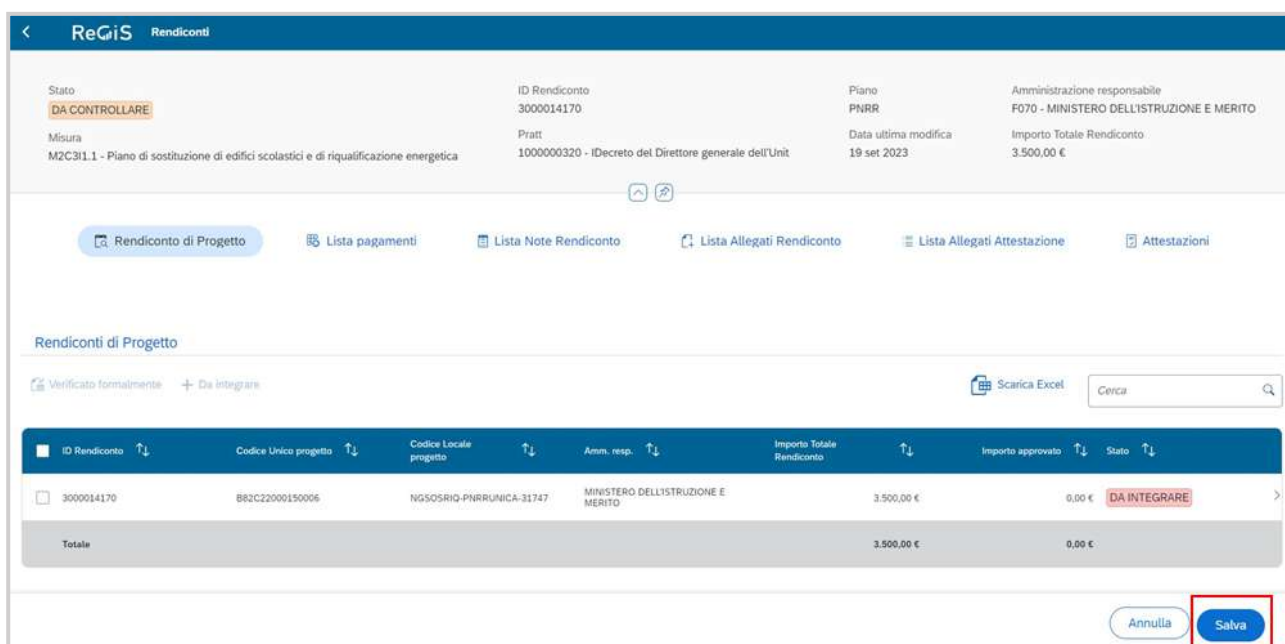 ReGiS Rendiconti
Stato ID Rendiconto Piano Amministrazione responsabile
DA CONTROLLARE 3000014170 PNRR F070 - MINISTERO DELL'ISTRUZIONE E MERITO
Misura Pratt Data ultima modifica Importo Totale Rendiconto
M2C3I1.1 - Piano di sostituzione di edifici scolastici e di riqualificazione energetica 1000000320 - IDecreto del Direttore generale dell'Unit 19 set 2023 3.500,00 €
Rendiconto di Progetto Lista pagamenti Lista Note Rendiconto Lista Allegati Rendiconto Lista Allegati Attestazione Attestazioni
Rendiconti di Progetto
Verificato formalmente + Da integrare Scarica Excel Cerca
ID Rendiconto Codice Unico progetto Codice Locale progetto Amm. resp. Importo Totale Rendiconto Importo approvato Stato
3000014170 B82C22000150006 NGSOSRIQ-PNRRUNICA-31747 MINISTERO DELL'ISTRUZIONE E MERITO 3.500,00 € 0,00 € DA INTEGRARE
Totale 3.500,00 € 0,00 €
Annulla Salva